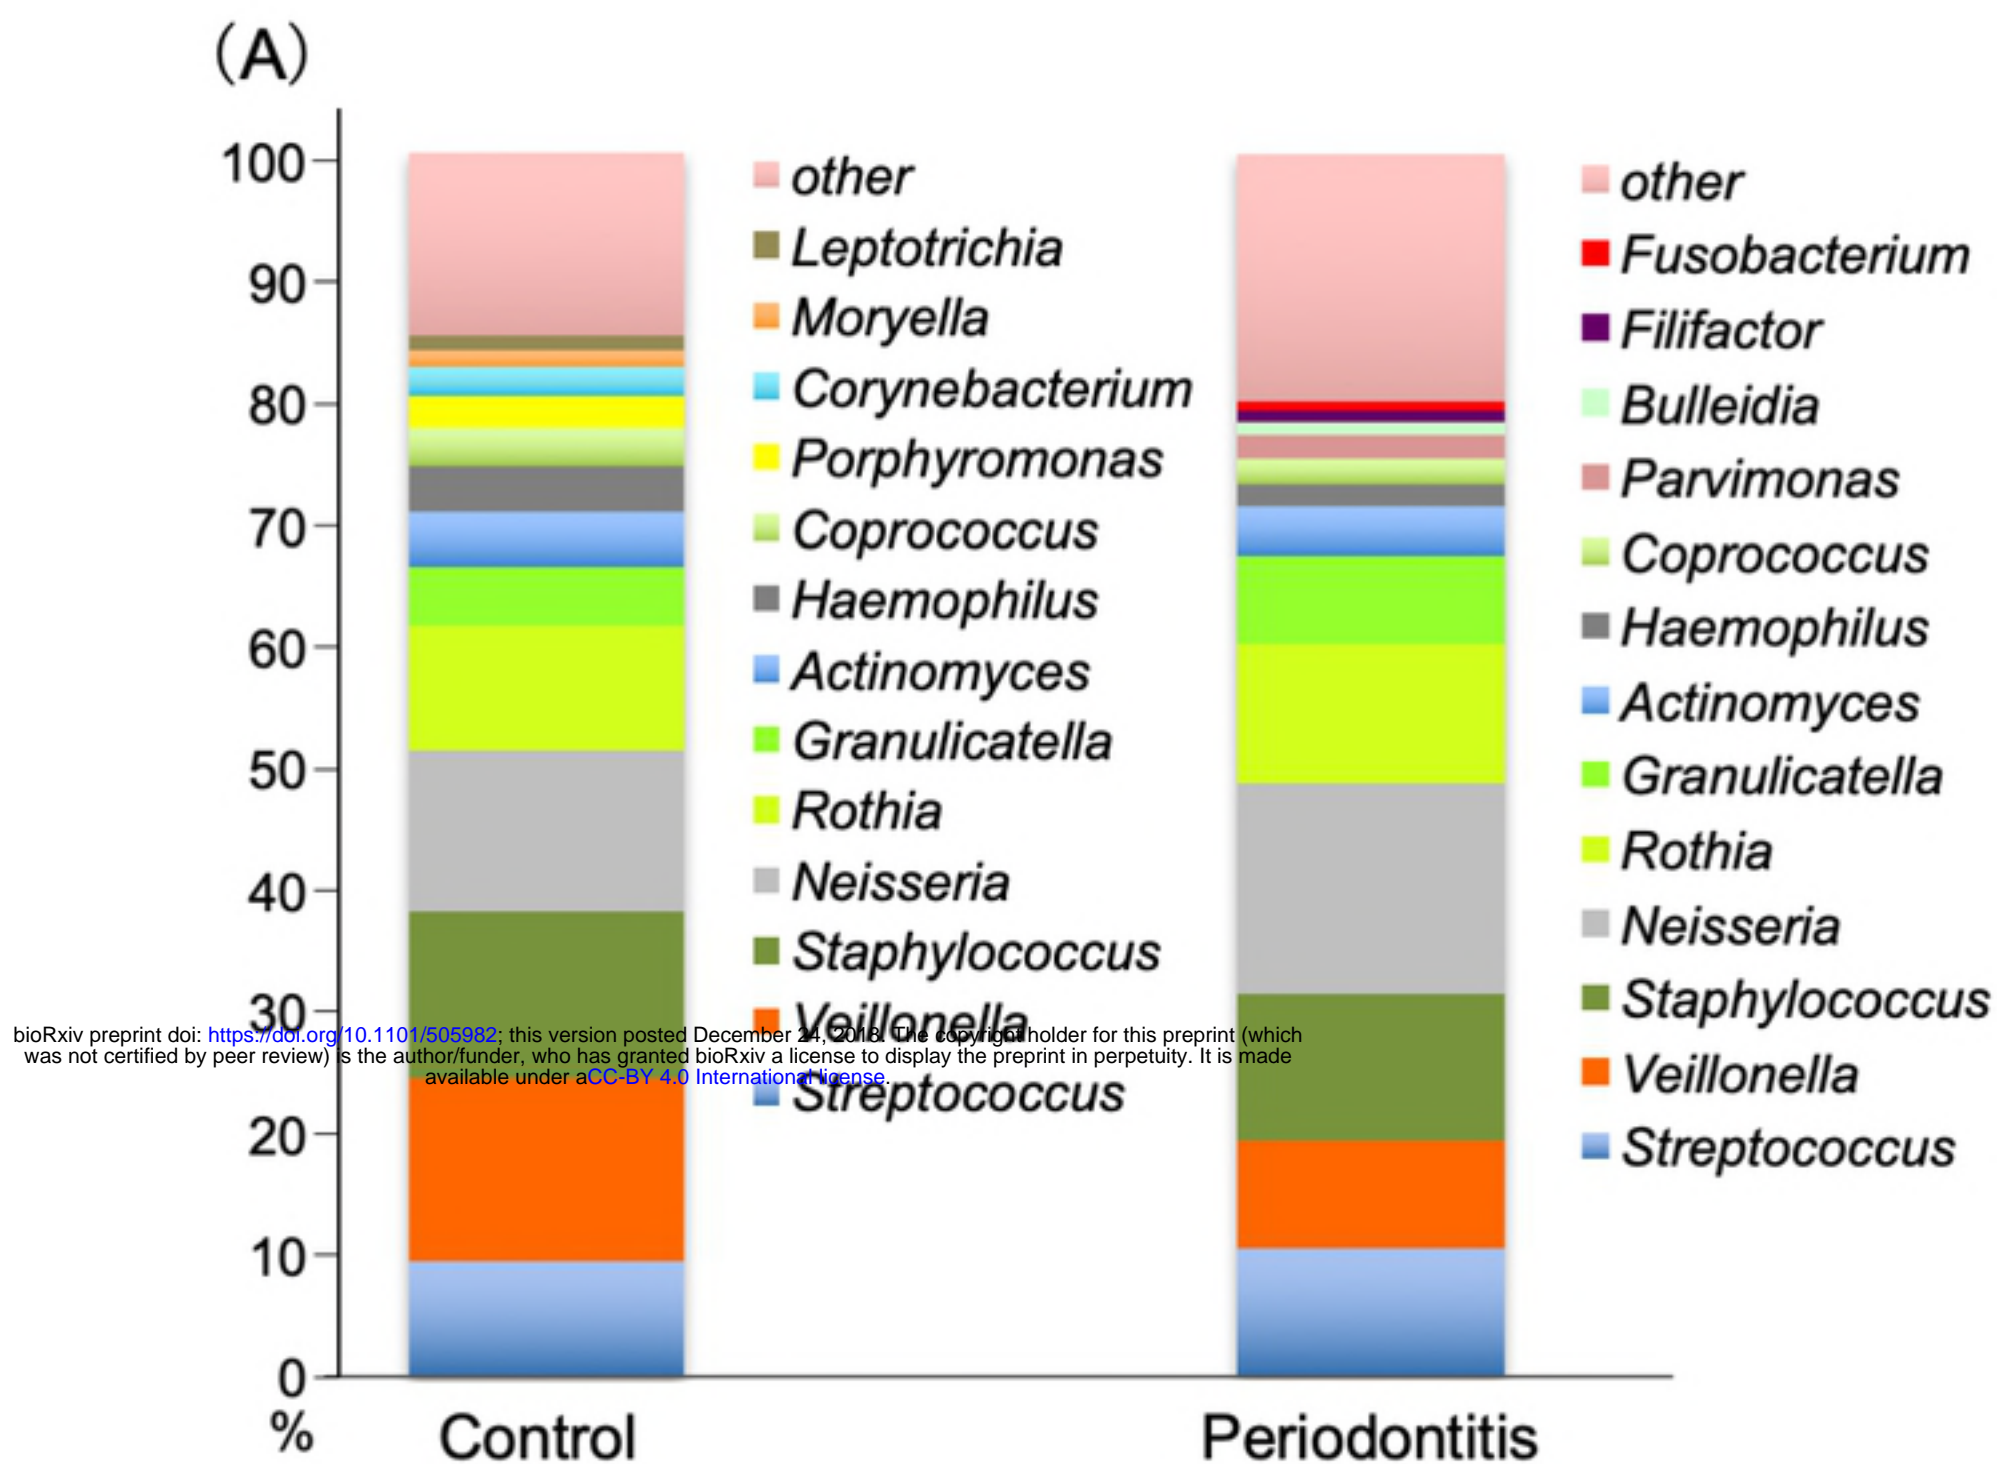 (A)
100
90
80
70
60
50
40
30
20
10
0
%
other
Leptotrichia
Moryella
Corynebacterium
Porphyromonas
Coprococcus
Haemophilus
Actinomyces
Granulicatella
Rothia
Neisseria
Staphylococcus
Veillonella
Streptococcus
other
Fusobacterium
Filifactor
Bulleidia
Parvimonas
Coprococcus
Haemophilus
Actinomyces
Granulicatella
Rothia
Neisseria
Staphylococcus
Veillonella
Streptococcus
bioRxiv preprint doi: https://doi.org/10.1101/505982; this version posted December 24, 2018. The copyright holder for this preprint (which
was not certified by peer review) is the author/funder, who has granted bioRxiv a license to display the preprint in perpetuity. It is made
available under aCC-BY 4.0 International license.
Control
Periodontitis